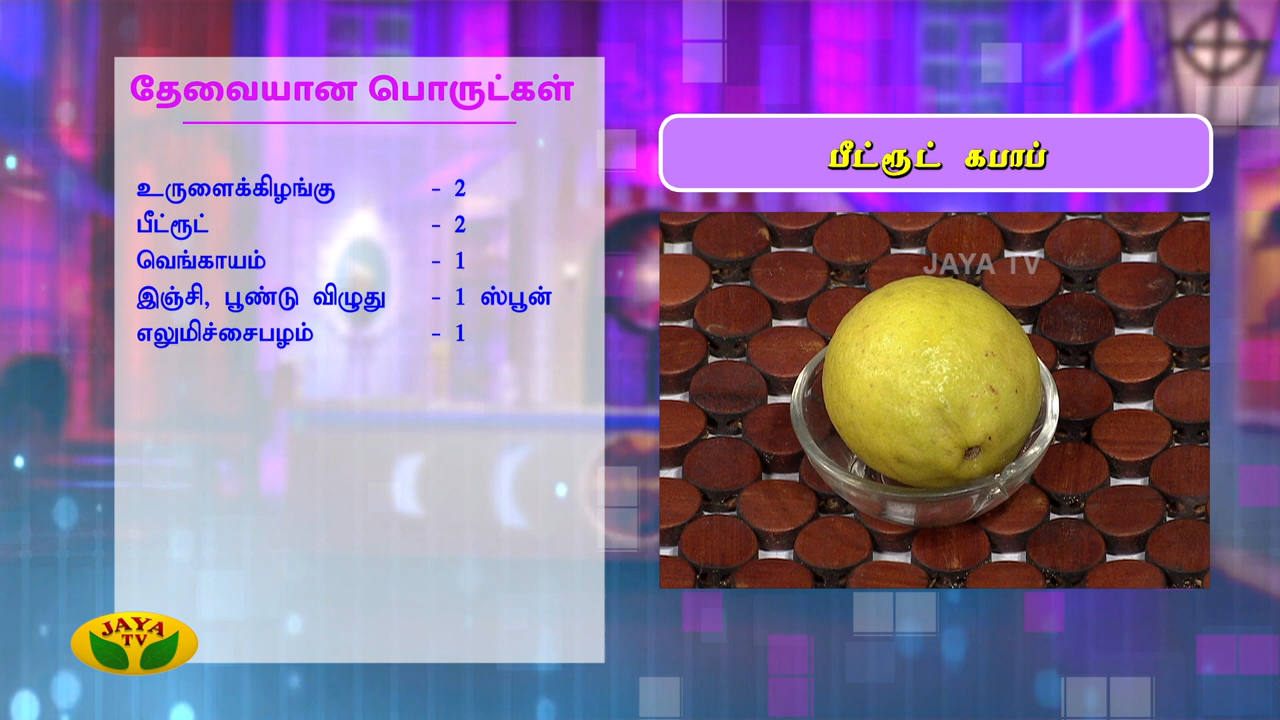 தேவையான பொருட்கள்
உருளைக்கிழங்கு - 2
பீட்ரூட் - 2
வெங்காயம் - 1
இஞ்சி, பூண்டு விழுது - 1 ஸ்பூன்
எலுமிச்சைபழம் - 1
பீட்ரூட் கபாப்
JAYA TV
JAYA
TV